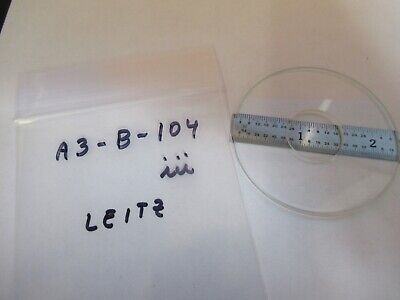 A3-B-104
iii
LEITZ
1 2